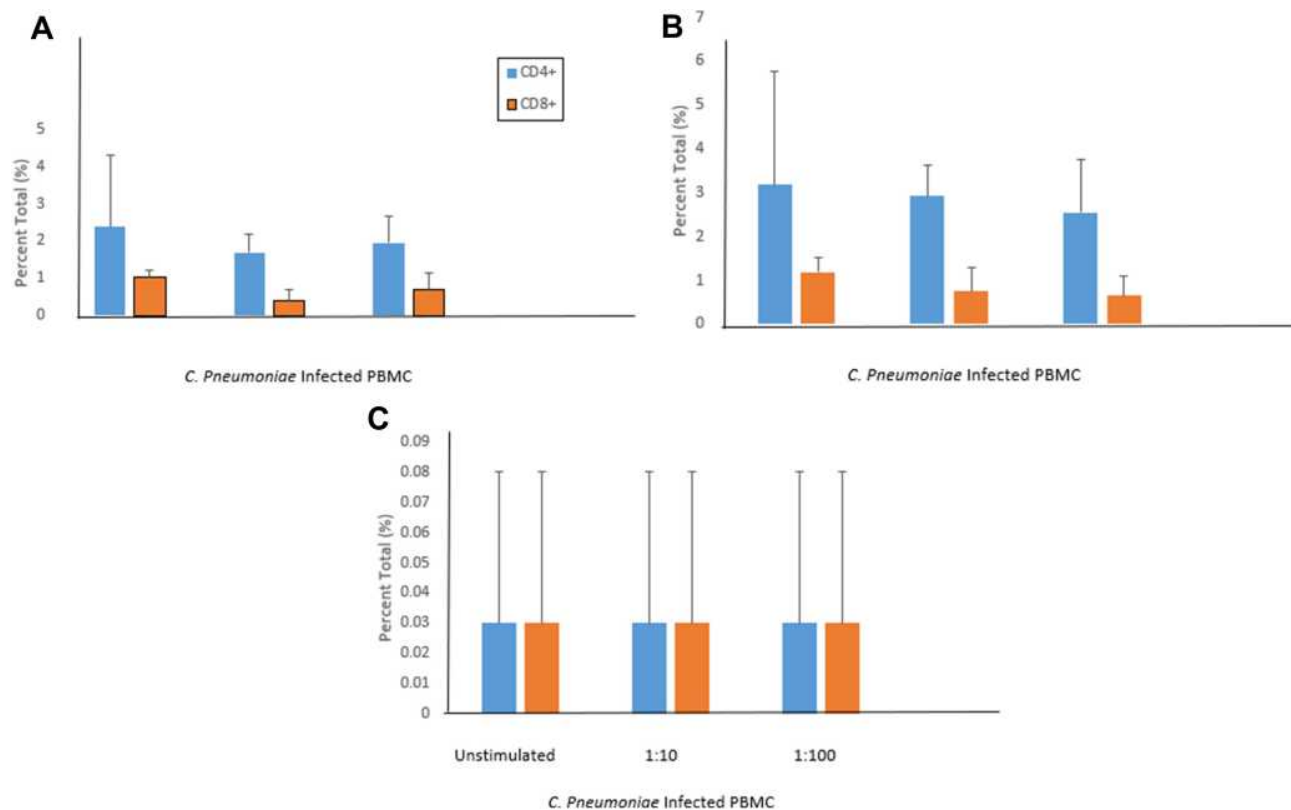 A
CD4+
CD8+
5
4
3
2
1
0
Percent Total (%)
C. Pneumoniae Infected PBMC
B
7
6
5
4
3
2
1
0
Percent Total (%)
C. Pneumoniae Infected PBMC
C
0.09
0.08
0.07
0.06
0.05
0.04
0.03
0.02
0.01
0
Percent Total (%)
Unstimulated 1:10 1:100
C. Pneumoniae Infected PBMC